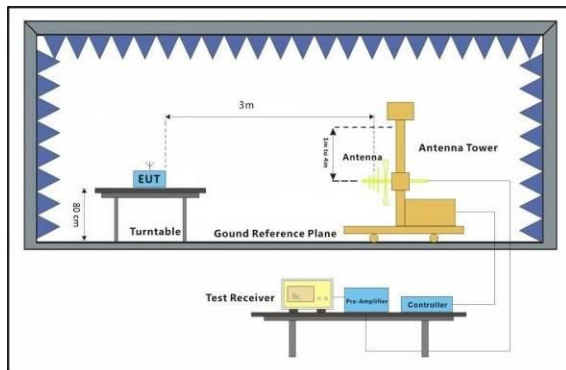 3m
1m to 4m
Antenna
Antenna Tower
EUT
80 cm
Turntable
Gound Reference Plane
Test Receiver
Pre-Amplifier
Controller